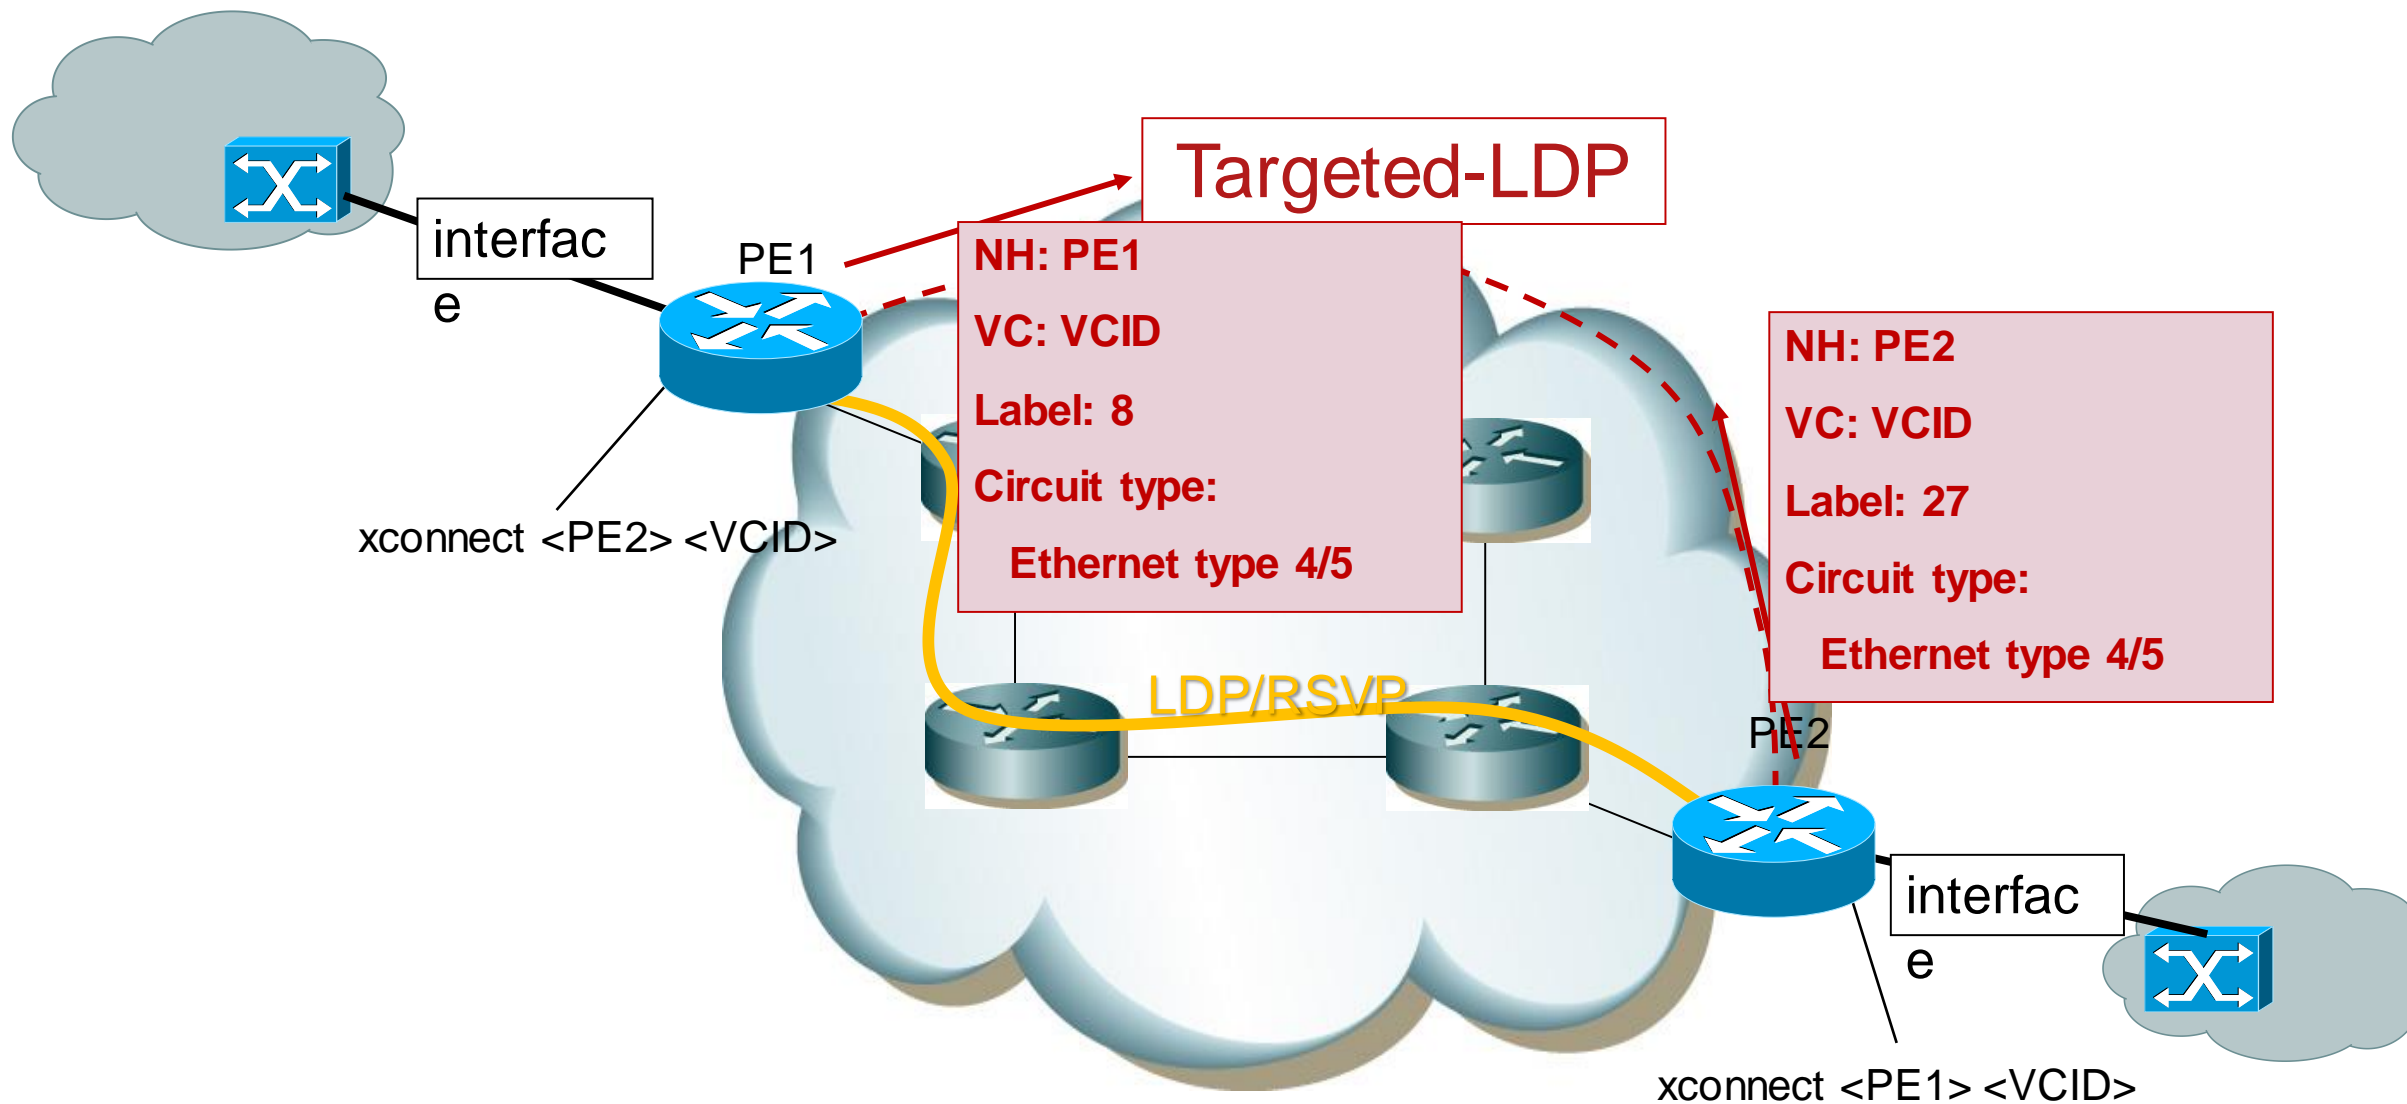 Targeted-LDP
interfac
e
PE1
NH: PE1
VC: VCID
Label: 8
Circuit type:
Ethernet type 4/5
NH: PE2
VC: VCID
Label: 27
Circuit type:
Ethernet type 4/5
xconnect <PE2> <VCID>
LDP/RSVP
PE2
interfac
e
xconnect <PE1> <VCID>